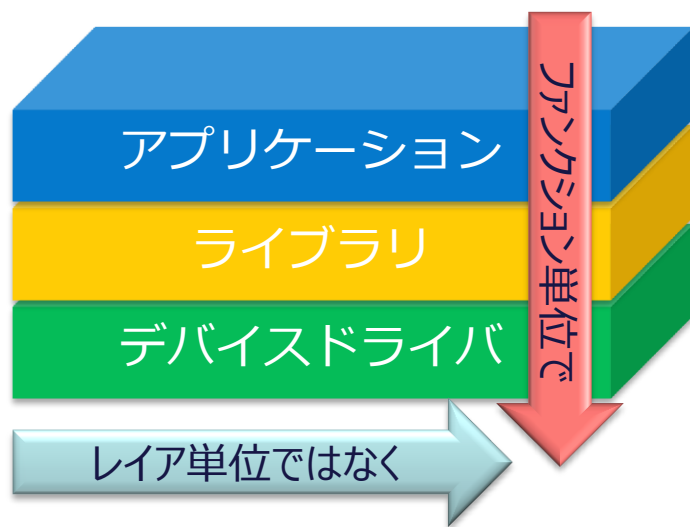 アプリケーション
ライブラリ
デバイスドライバ
ファンクション単位で
レイア単位ではなく